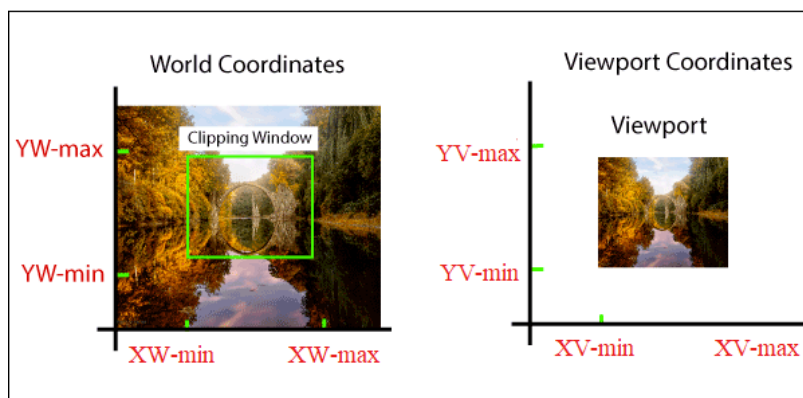 World Coordinates
Clipping Window
YW-max
YW-min
XW-min
XW-max
Viewport Coordinates
Viewport
YV-max
YV-min
XV-min
XV-max